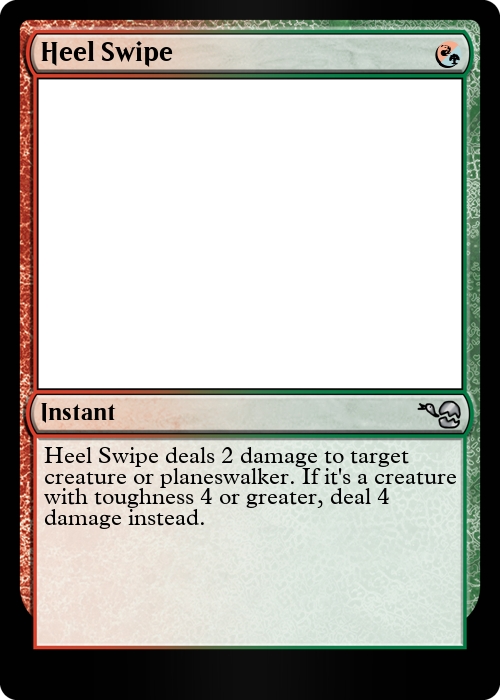 Heel Swipe
Instant
Heel Swipe deals 2 damage to target
creature or planeswalker. If it's a creature
with toughness 4 or greater, deal 4
damage instead.